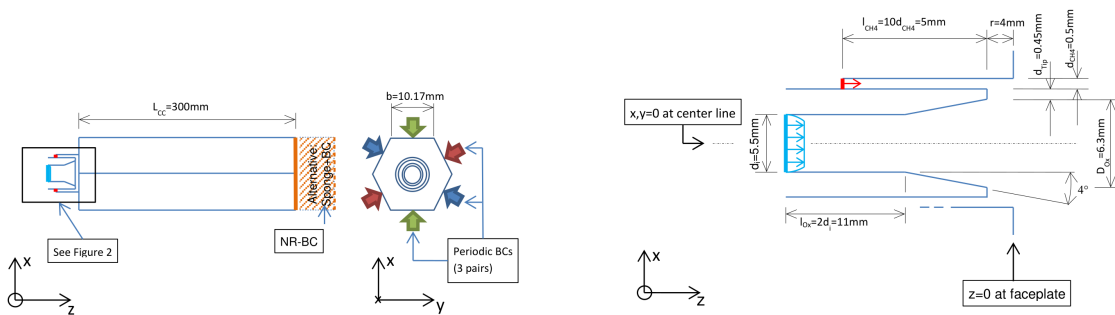 L_CC=300mm
b=10.17mm
Alternative:
Sponge+BC
NR-BC
See Figure 2
Periodic BCs
(3 pairs)
x
z
x
y
l_CH4=10d_CH4=5mm
r=4mm
d_Tip=0.45mm
d_CH4=0.5mm
x,y=0 at center line
d_i=5.5mm
D_Ox=6.3mm
4°
l_Ox=2d_i=11mm
z=0 at faceplate
x
z